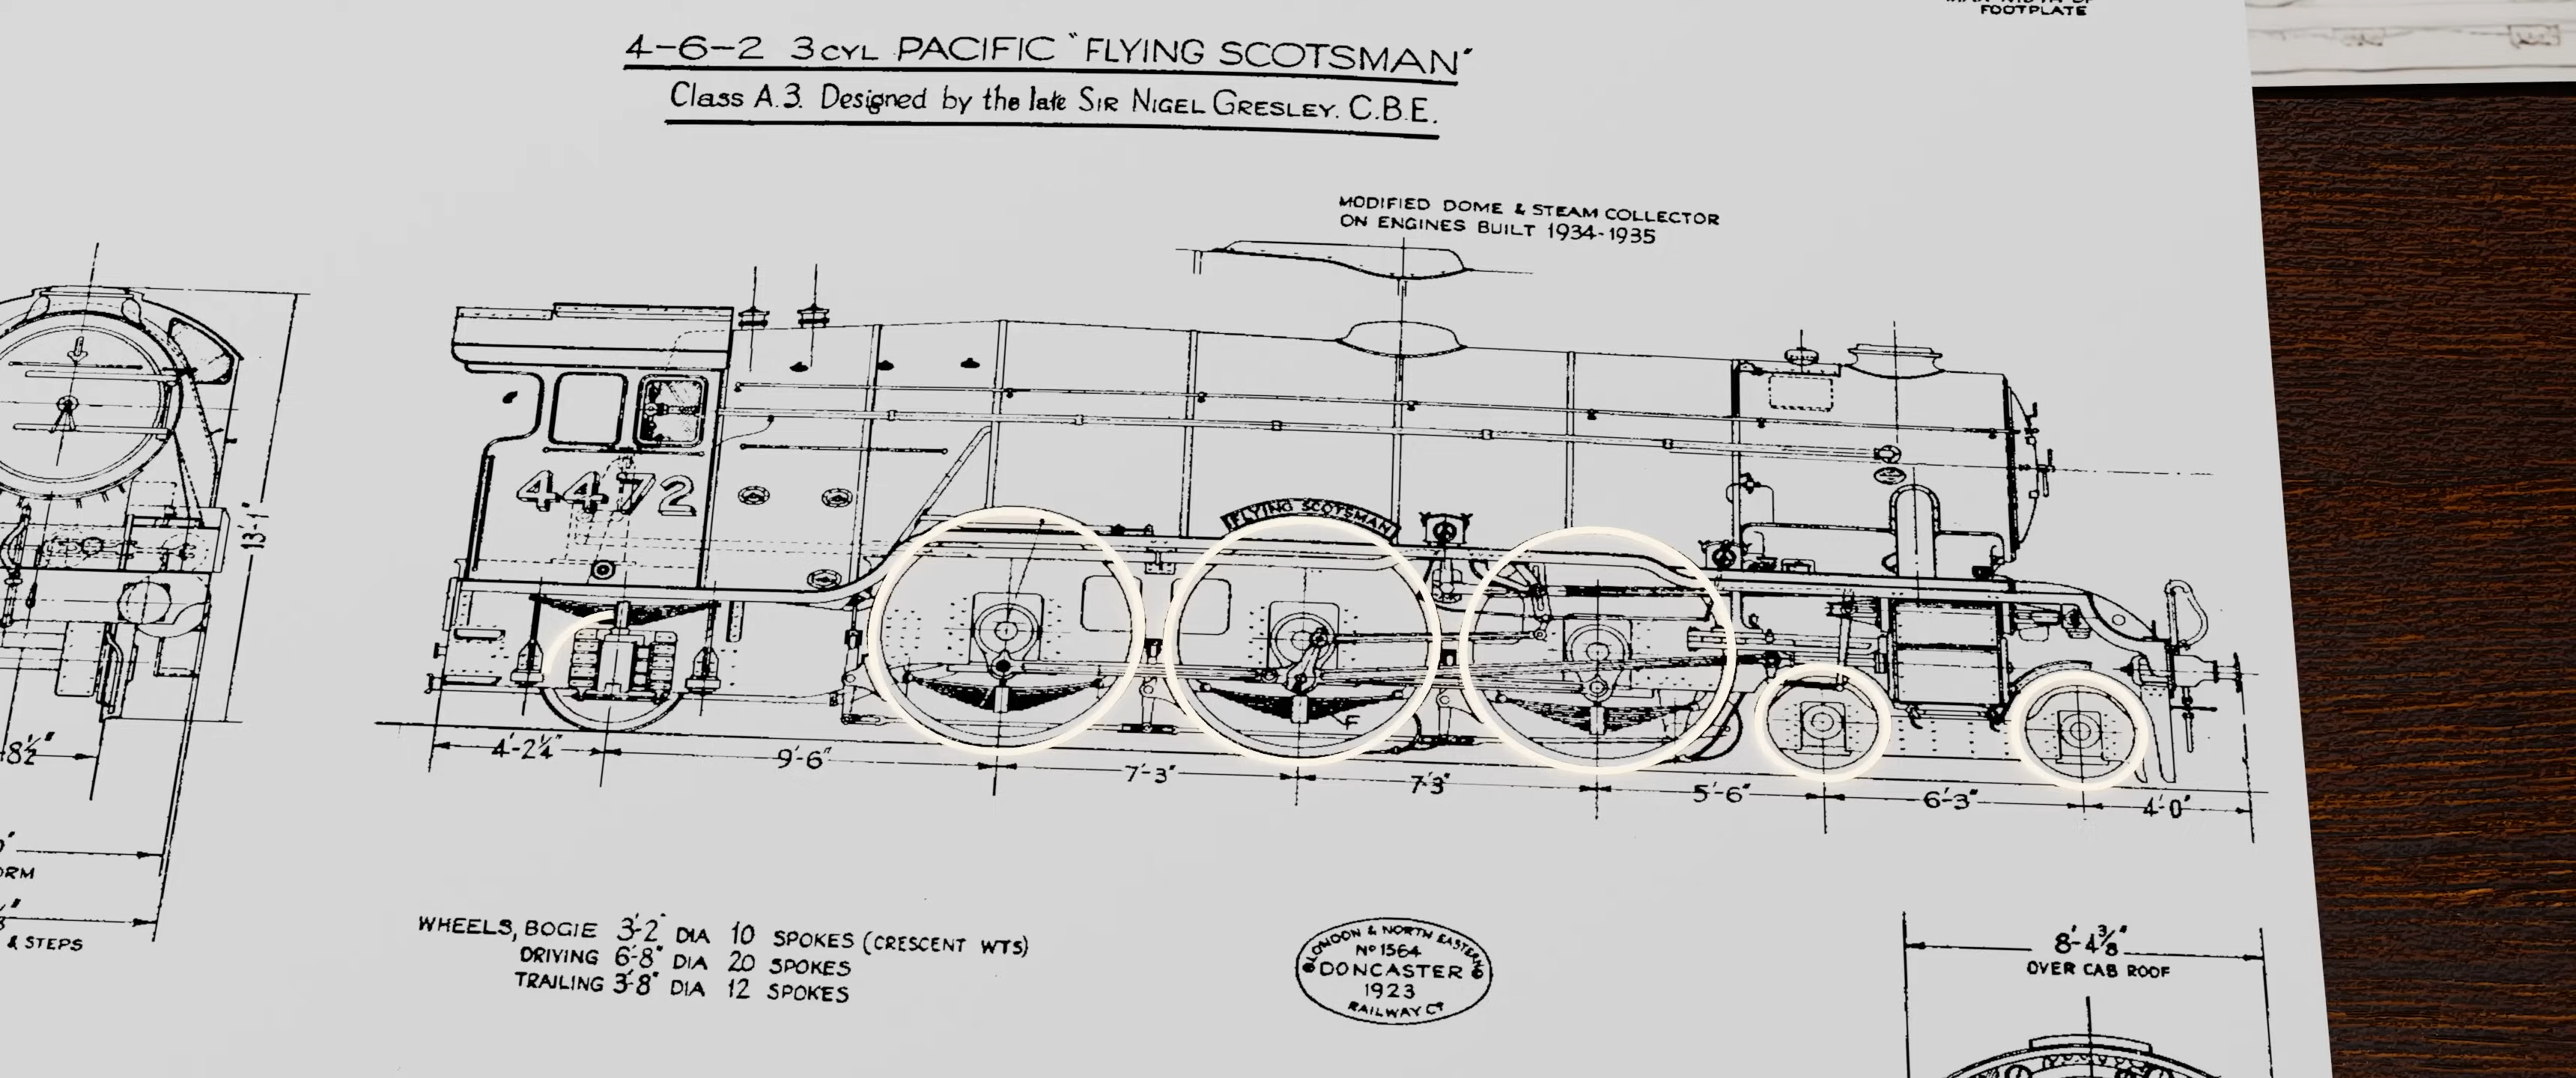 FOOTPLATE
4-6-2 3CYL PACIFIC "FLYING SCOTSMAN"
Class A.3. Designed by the late SIR NIGEL GRESLEY. C.B.E.
MODIFIED DOME & STEAM COLLECTOR
ON ENGINES BUILT 1934-1935
4472
FLYING SCOTSMAN
13'-1"
F
8½"
4'-2¼"
9'-6"
7'-3"
7'-3"
5'-6"
6'-3"
4'-0"
& STEPS
WHEELS, BOGIE 3'-2" DIA 10 SPOKES (CRESCENT WTS)
DRIVING 6'-8" DIA 20 SPOKES
TRAILING 3'-8" DIA 12 SPOKES
LONDON & NORTH EASTERN
Nº 1564
DONCASTER
1923
RAILWAY Cº
8'-4⅜"
OVER CAB ROOF